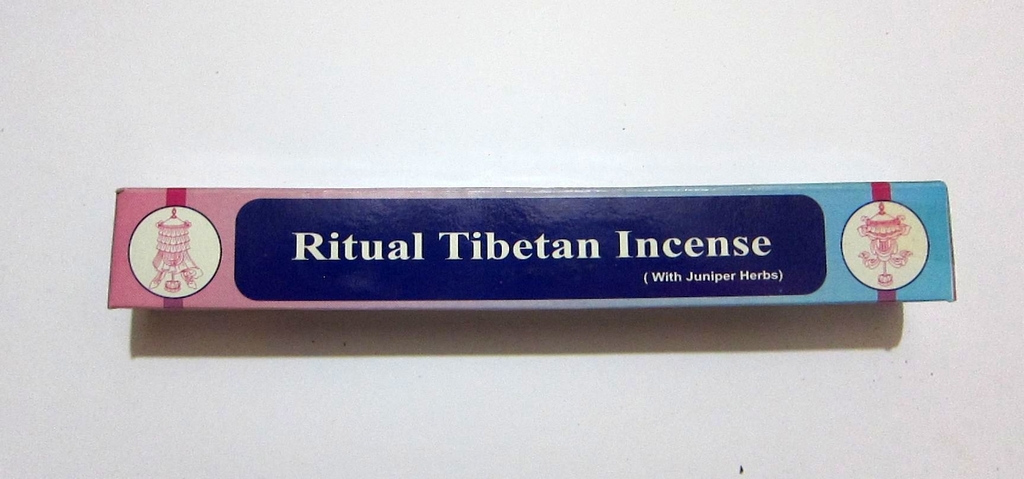 Ritual Tibetan Incense
( With Juniper Herbs)